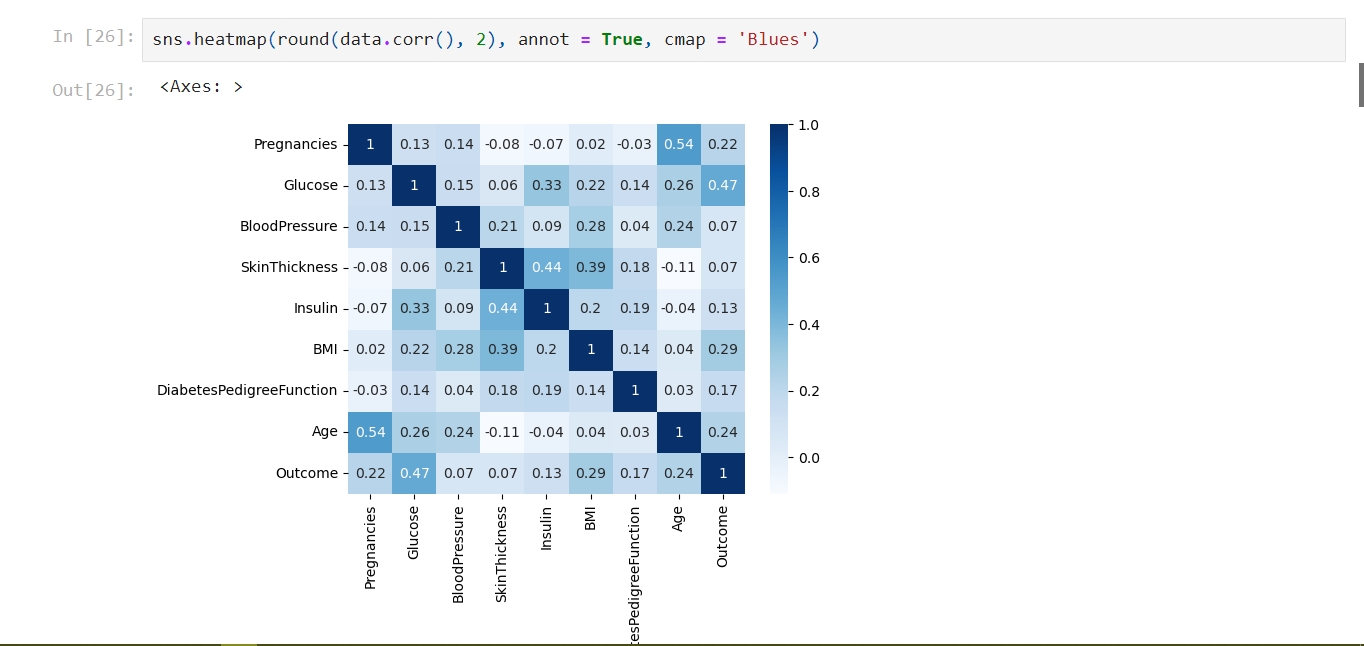 In [26]: sns.heatmap(round(data.corr(), 2), annot = True, cmap = 'Blues')
Out[26]: <Axes: >
Pregnancies 1 0.13 0.14 -0.08 -0.07 0.02 -0.03 0.54 0.22
Glucose 0.13 1 0.15 0.06 0.33 0.22 0.14 0.26 0.47
BloodPressure 0.14 0.15 1 0.21 0.09 0.28 0.04 0.24 0.07
SkinThickness -0.08 0.06 0.21 1 0.44 0.39 0.18 -0.11 0.07
Insulin -0.07 0.33 0.09 0.44 1 0.2 0.19 -0.04 0.13
BMI 0.02 0.22 0.28 0.39 0.2 1 0.14 0.04 0.29
DiabetesPedigreeFunction -0.03 0.14 0.04 0.18 0.19 0.14 1 0.03 0.17
Age 0.54 0.26 0.24 -0.11 -0.04 0.04 0.03 1 0.24
Outcome 0.22 0.47 0.07 0.07 0.13 0.29 0.17 0.24 1
Pregnancies
Glucose
BloodPressure
SkinThickness
Insulin
BMI
esPedigreeFunction
Age
Outcome
1.0
0.8
0.6
0.4
0.2
0.0